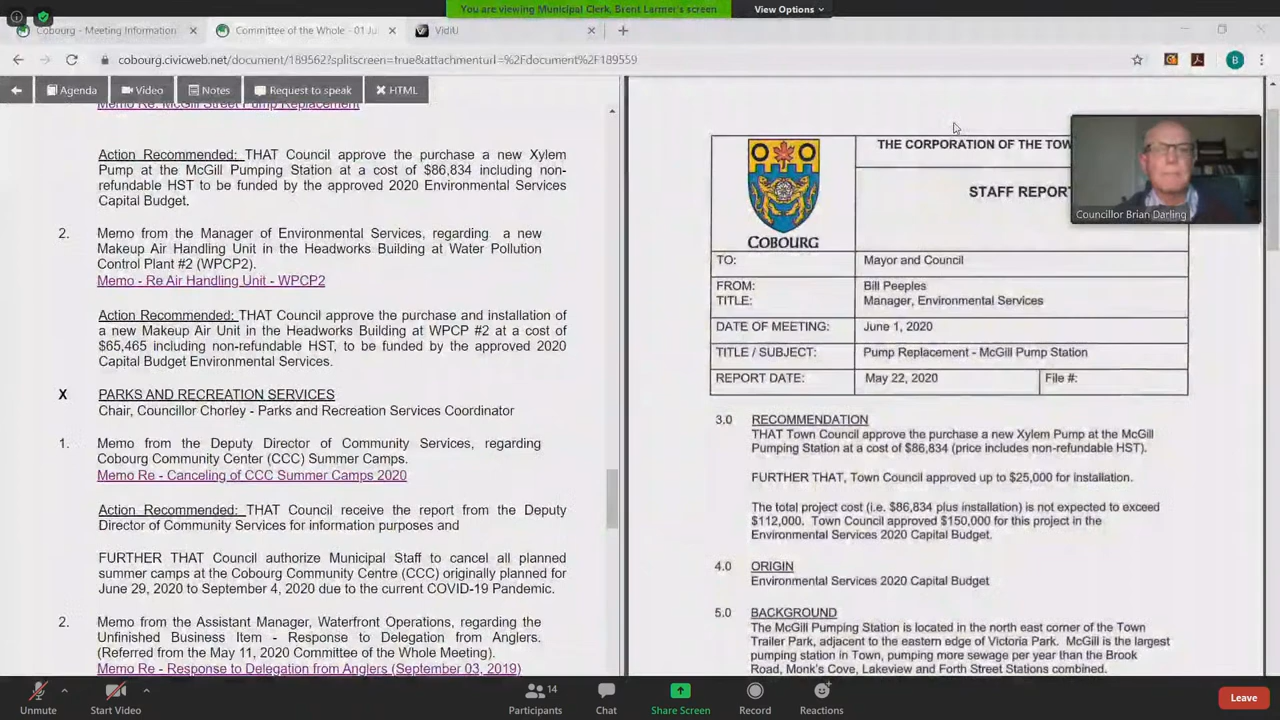 You are viewing Municipal Clerk, Brent Larmer's screen
View Options
Cobourg - Meeting Information
Committee of the Whole - 01 Ju
VidiU
cobourg.civicweb.net/document/189562?splitscreen=true&attachmenturl=%2Fdocument%2F189559
B
Agenda
Video
Notes
Request to speak
HTML
Memo Re: McGill Street Pump Replacement
Action Recommended: THAT Council approve the purchase a new Xylem
Pump at the McGill Pumping Station at a cost of $86,834 including non-
refundable HST to be funded by the approved 2020 Environmental Services
Capital Budget.
2. Memo from the Manager of Environmental Services, regarding a new
Makeup Air Handling Unit in the Headworks Building at Water Pollution
Control Plant #2 (WPCP2).
Memo - Re Air Handling Unit - WPCP2
Action Recommended: THAT Council approve the purchase and installation of
a new Makeup Air Unit in the Headworks Building at WPCP #2 at a cost of
$65,465 including non-refundable HST, to be funded by the approved 2020
Capital Budget Environmental Services.
X PARKS AND RECREATION SERVICES
Chair, Councillor Chorley - Parks and Recreation Services Coordinator
1. Memo from the Deputy Director of Community Services, regarding
Cobourg Community Center (CCC) Summer Camps.
Memo Re - Canceling of CCC Summer Camps 2020
Action Recommended: THAT Council receive the report from the Deputy
Director of Community Services for information purposes and
FURTHER THAT Council authorize Municipal Staff to cancel all planned
summer camps at the Cobourg Community Centre (CCC) originally planned for
June 29, 2020 to September 4, 2020 due to the current COVID-19 Pandemic.
2. Memo from the Assistant Manager, Waterfront Operations, regarding the
Unfinished Business Item - Response to Delegation from Anglers.
(Referred from the May 11, 2020 Committee of the Whole Meeting).
Memo Re - Response to Delegation from Anglers (September 03, 2019)
COBOURG
THE CORPORATION OF THE TOW
STAFF REPORT
Councillor Brian Darling
TO: Mayor and Council
FROM: Bill Peeples
TITLE: Manager, Environmental Services
DATE OF MEETING: June 1, 2020
TITLE / SUBJECT: Pump Replacement - McGill Pump Station
REPORT DATE: May 22, 2020 File #:
3.0 RECOMMENDATION
THAT Town Council approve the purchase a new Xylem Pump at the McGill
Pumping Station at a cost of $86,834 (price includes non-refundable HST).
FURTHER THAT, Town Council approved up to $25,000 for installation.
The total project cost (i.e. $86,834 plus installation) is not expected to exceed
$112,000. Town Council approved $150,000 for this project in the
Environmental Services 2020 Capital Budget.
4.0 ORIGIN
Environmental Services 2020 Capital Budget
5.0 BACKGROUND
The McGill Pumping Station is located in the north east corner of the Town
Trailer Park, adjacent to the eastern edge of Victoria Park. McGill is the largest
pumping station in Town, pumping more sewage per year than the Brook
Road, Monk's Cove, Lakeview and Forth Street Stations combined.
Unmute
Start Video
14
Participants
Chat
Share Screen
Record
Reactions
Leave